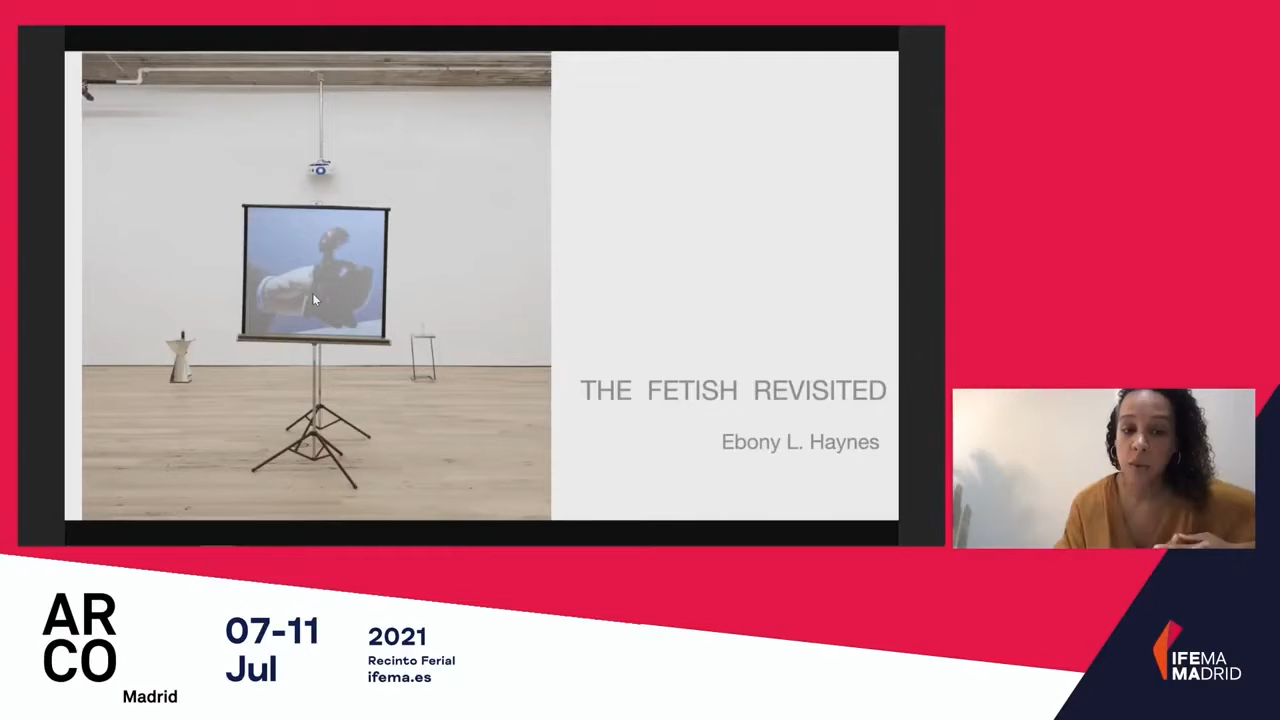 THE FETISH REVISITED
Ebony L. Haynes
AR
CO
Madrid
07-11
Jul
2021
Recinto Ferial
ifema.es
IFEMA
MADRID